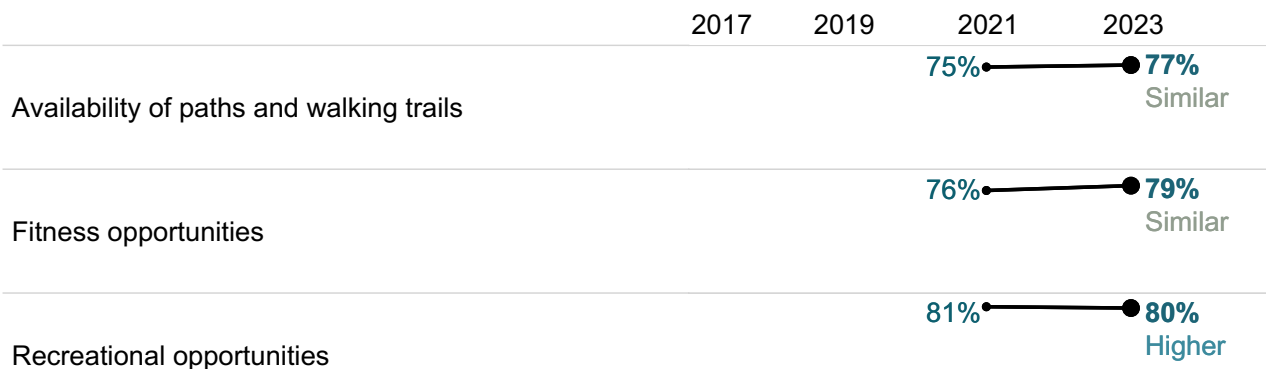 2017 2019 2021 2023
75% 77%
Similar
Availability of paths and walking trails
76% 79%
Similar
Fitness opportunities
81% 80%
Higher
Recreational opportunities